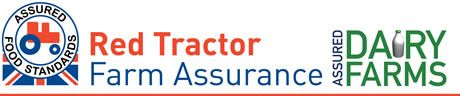 ASSURED
FOOD STANDARDS
Red Tractor
Farm Assurance
ASSURED
DAIRY
FARMS